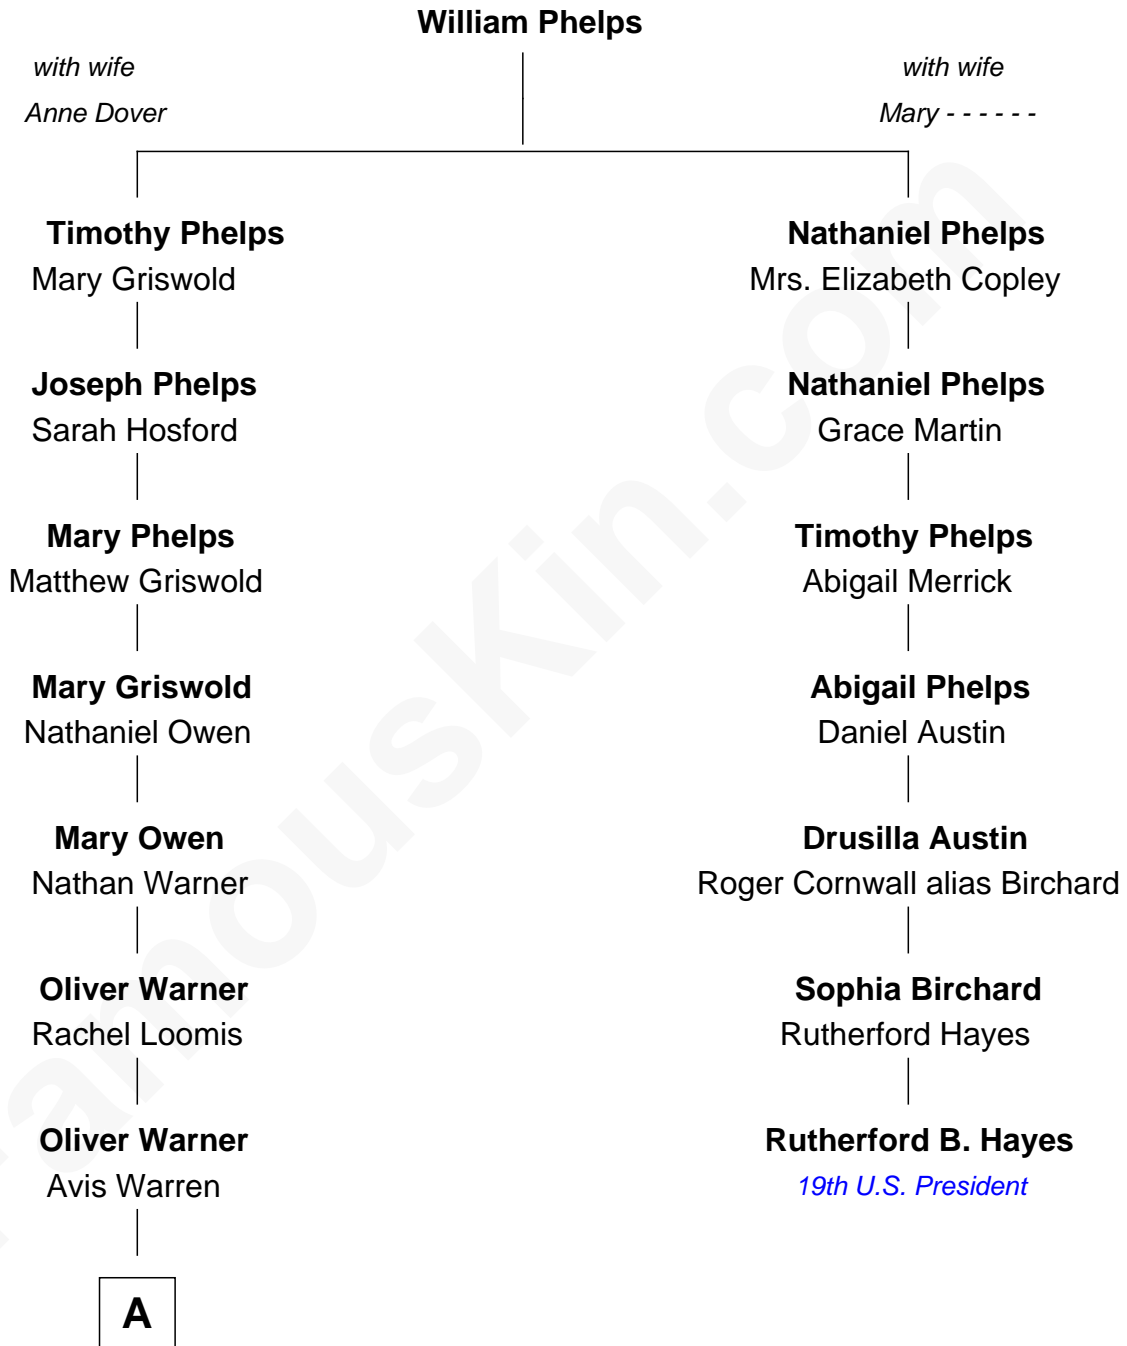 William Phelps
with wife
Anne Dover
with wife
Mary - - - - - -
Timothy Phelps
Mary Griswold
Nathaniel Phelps
Mrs. Elizabeth Copley
Joseph Phelps
Sarah Hosford
Nathaniel Phelps
Grace Martin
Mary Phelps
Matthew Griswold
Timothy Phelps
Abigail Merrick
Mary Griswold
Nathaniel Owen
Abigail Phelps
Daniel Austin
Mary Owen
Nathan Warner
Drusilla Austin
Roger Cornwall alias Birchard
Oliver Warner
Rachel Loomis
Sophia Birchard
Rutherford Hayes
Oliver Warner
Avis Warren
Rutherford B. Hayes
19th U.S. President
A
FamousKin.com